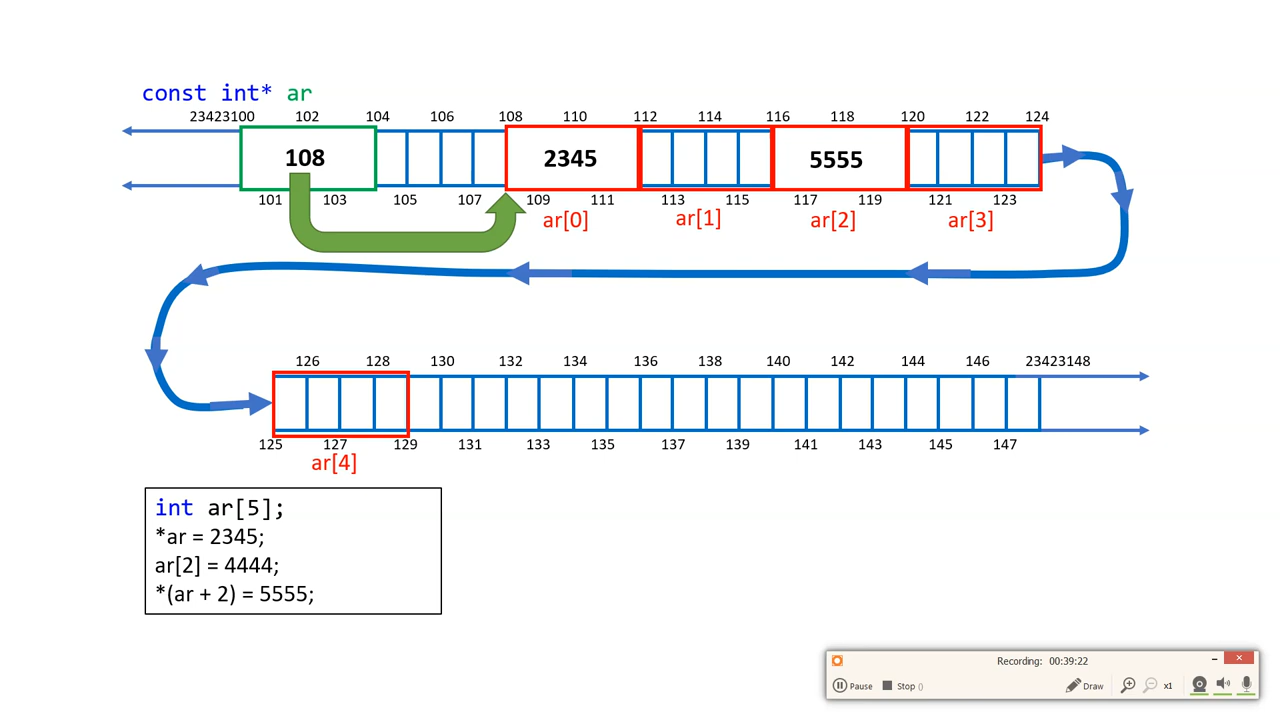 const int* ar
23423100 102 104 106 108 110 112 114 116 118 120 122 124
108 2345 5555
101 103 105 107 109 111 113 115 117 119 121 123
ar[0] ar[1] ar[2] ar[3]
126 128 130 132 134 136 138 140 142 144 146 23423148
125 127 129 131 133 135 137 139 141 143 145 147
ar[4]
int ar[5];
*ar = 2345;
ar[2] = 4444;
*(ar + 2) = 5555;
Recording: 00:39:22
Pause Stop () Draw x1